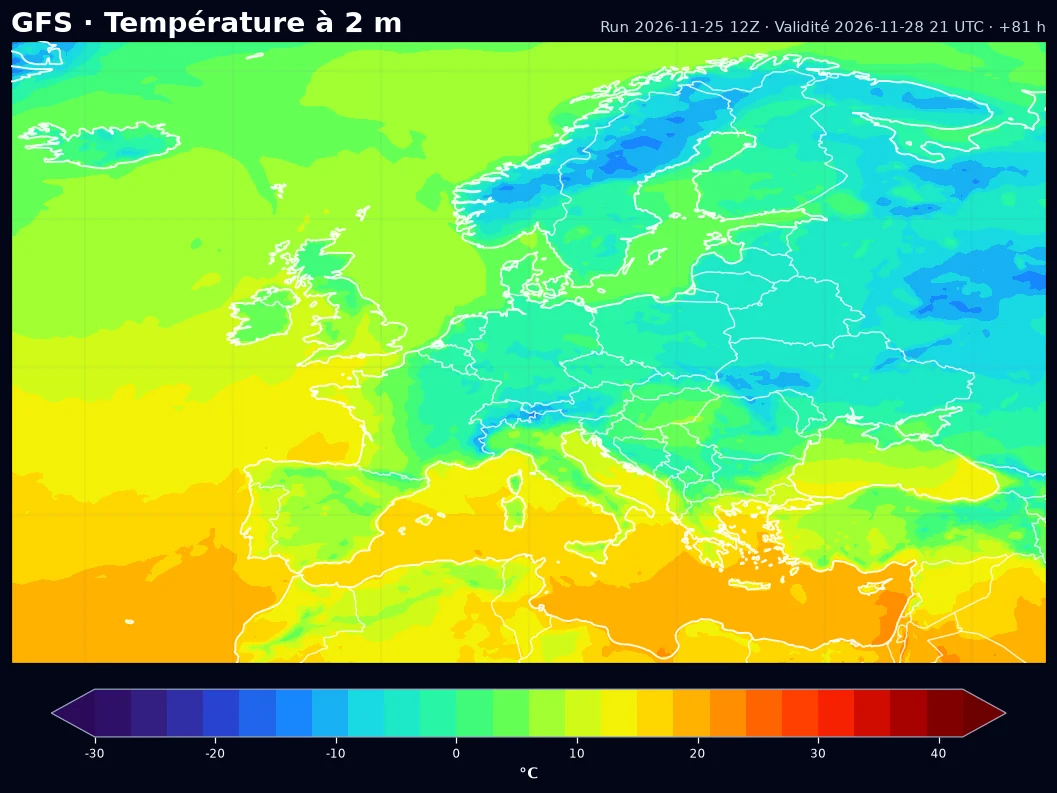 GFS · Température à 2 m
Run 2026-11-25 12Z · Validité 2026-11-28 21 UTC · +81 h
-30 -20 -10 0 10 20 30 40
°C